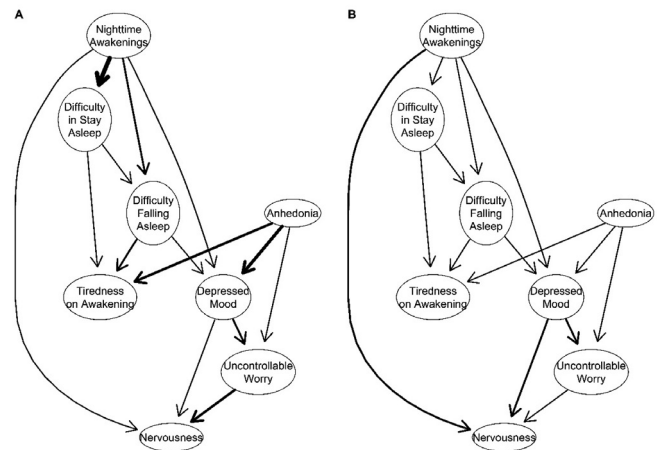 A
Nighttime
Awakenings
Difficulty
in Stay
Asleep
Difficulty
Falling
Asleep
Anhedonia
Tiredness
on Awakening
Depressed
Mood
Uncontrollable
Worry
Nervousness
B
Nighttime
Awakenings
Difficulty
in Stay
Asleep
Difficulty
Falling
Asleep
Anhedonia
Tiredness
on Awakening
Depressed
Mood
Uncontrollable
Worry
Nervousness